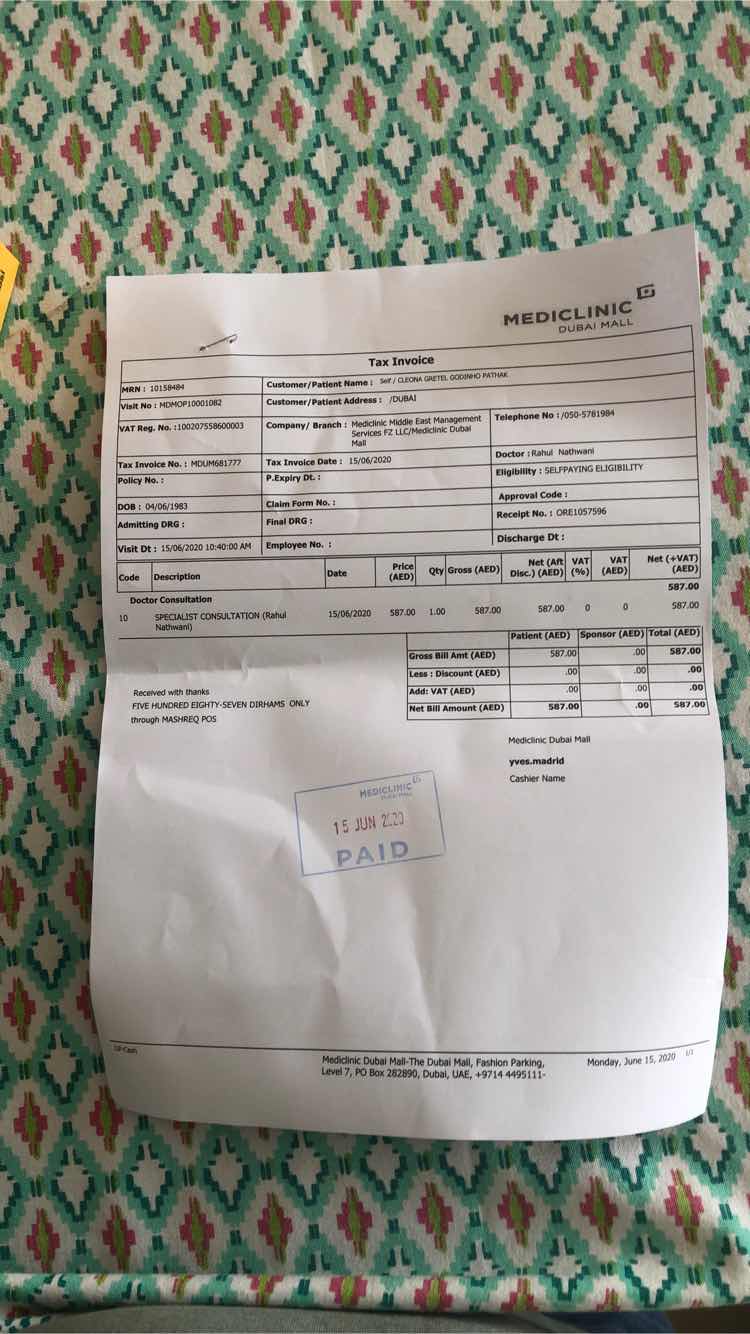 MEDICLINIC
DUBAI MALL
Tax Invoice
MRN : 10158484
Customer/Patient Name : Self / CLEONA GRETEL GODINHO PATHAK
Visit No : MDMOP10001082
Customer/Patient Address : /DUBAI
VAT Reg. No. :100207558600003
Company/ Branch : Mediclinic Middle East Management
Services FZ LLC/Mediclinic Dubai
Mall
Telephone No :/050-5781984
Tax Invoice No. : MDUM681777
Tax Invoice Date : 15/06/2020
Doctor :Rahul Nathwani
Policy No. :
P.Expiry Dt. :
Eligibility : SELFPAYING ELIGIBILITY
DOB : 04/06/1983
Claim Form No. :
Approval Code :
Admitting DRG :
Final DRG :
Receipt No. : ORE1057596
Visit Dt : 15/06/2020 10:40:00 AM
Employee No. :
Discharge Dt :
Code Description Date Price (AED) Qty Gross (AED) Net (Aft Disc.) (AED) VAT (%) VAT (AED) Net (+VAT) (AED)
587.00
Doctor Consultation
10 SPECIALIST CONSULTATION (Rahul Nathwani) 15/06/2020 587.00 1.00 587.00 587.00 0 0 587.00
Patient (AED) Sponsor (AED) Total (AED)
Gross Bill Amt (AED) 587.00 .00 587.00
Less : Discount (AED) .00 .00 .00
Add: VAT (AED) .00 .00 .00
Net Bill Amount (AED) 587.00 .00 587.00
Received with thanks
FIVE HUNDRED EIGHTY-SEVEN DIRHAMS ONLY
through MASHREQ POS
Mediclinic Dubai Mall
yves.madrid
Cashier Name
MEDICLINIC
DUBAI MALL
15 JUN 2020
PAID
Mediclinic Dubai Mall-The Dubai Mall, Fashion Parking,
Level 7, PO Box 282890, Dubai, UAE, +9714 4495111-
Monday, June 15, 2020
1/1